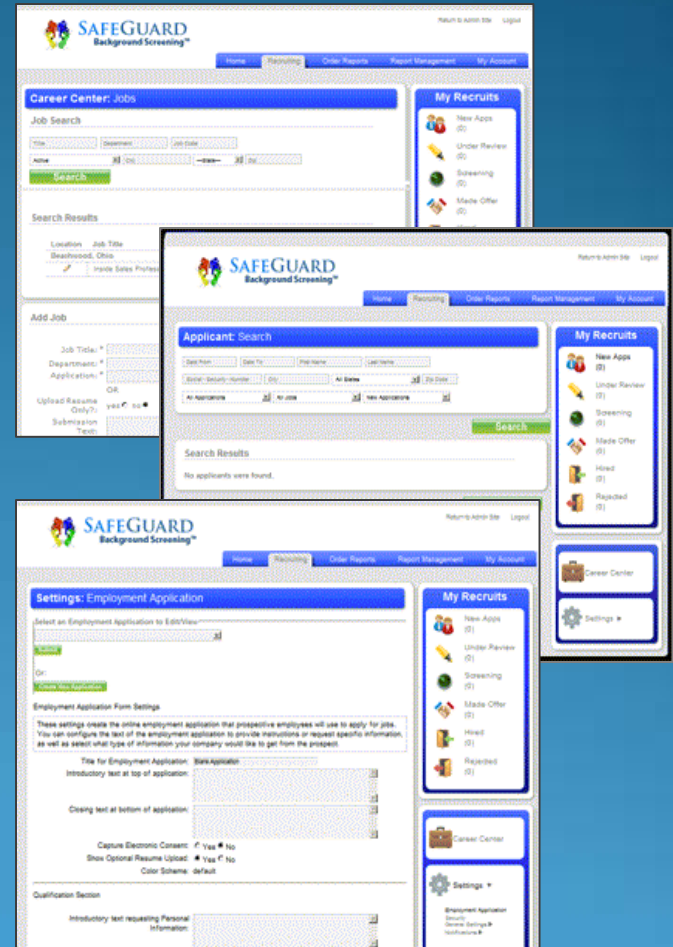 SAFEGUARD
Background Screening™
Return to Admin Site Logout
Home Recruiting Order Reports Report Management My Account
Career Center: Jobs
Job Search
Title Department Job Code
Active City --State-- Zip
Search
Search Results
Location Job Title
Beachwood, Ohio
Inside Sales
Add Job
Job Title: *
Department: *
Application: *
OR
Upload Resume
Only?: yes no
Submission
Text:
My Recruits
New Apps
(0)
Under Review
(0)
Screening
(0)
Made Offer
(0)
SAFEGUARD
Background Screening™
Return to Admin Site Logout
Home Recruiting Order Reports Report Management My Account
Applicant: Search
Date From Date To First Name Last Name
Social-Security-Number City All States Zip Code
All Applications All Jobs New Applications
Search
Search Results
No applicants were found.
My Recruits
New Apps
(0)
Under Review
(0)
Screening
(0)
Made Offer
(0)
Hired
(0)
Rejected
(0)
Career Center
Settings
SAFEGUARD
Background Screening™
Return to Admin Site Logout
Home Recruiting Order Reports Report Management My Account
Settings: Employment Application
Select an Employment Application to Edit/View
Or:
Create New Application
Employment Application Form Settings
These settings create the online employment application that prospective employees will use to apply for jobs.
You can configure the text of the employment application to provide instructions or request specific information,
as well as select what type of information your company would like to get from the prospect.
Title for Employment Application: Blank Application
Introductory text at top of application:
Closing text at bottom of application:
Capture Electronic Consent: Yes No
Show Optional Resume Upload: Yes No
Color Scheme: default
Qualification Section
Introductory text requesting Personal
Information:
My Recruits
New Apps
(0)
Under Review
(0)
Screening
(0)
Made Offer
(0)
Hired
(0)
Rejected
(0)
Career Center
Settings
Employment Application
Security
General Settings
Notifications